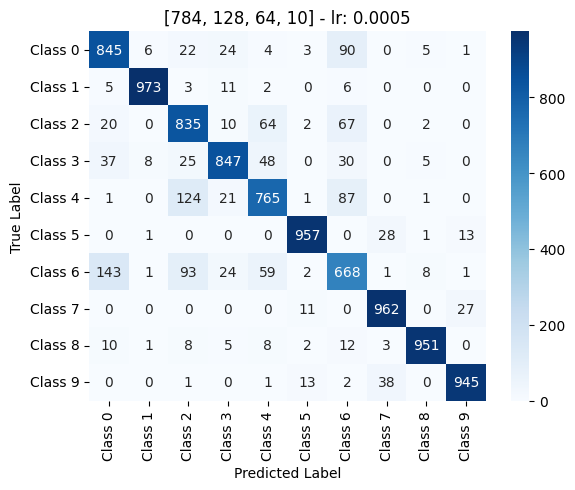 [784, 128, 64, 10] - lr: 0.0005
Class 0 845 6 22 24 4 3 90 0 5 1
Class 1 5 973 3 11 2 0 6 0 0 0
Class 2 20 0 835 10 64 2 67 0 2 0
Class 3 37 8 25 847 48 0 30 0 5 0
Class 4 1 0 124 21 765 1 87 0 1 0
Class 5 0 1 0 0 0 957 0 28 1 13
Class 6 143 1 93 24 59 2 668 1 8 1
Class 7 0 0 0 0 0 11 0 962 0 27
Class 8 10 1 8 5 8 2 12 3 951 0
Class 9 0 0 1 0 1 13 2 38 0 945
Class 0 Class 1 Class 2 Class 3 Class 4 Class 5 Class 6 Class 7 Class 8 Class 9
Predicted Label
True Label
800
600
400
200
0